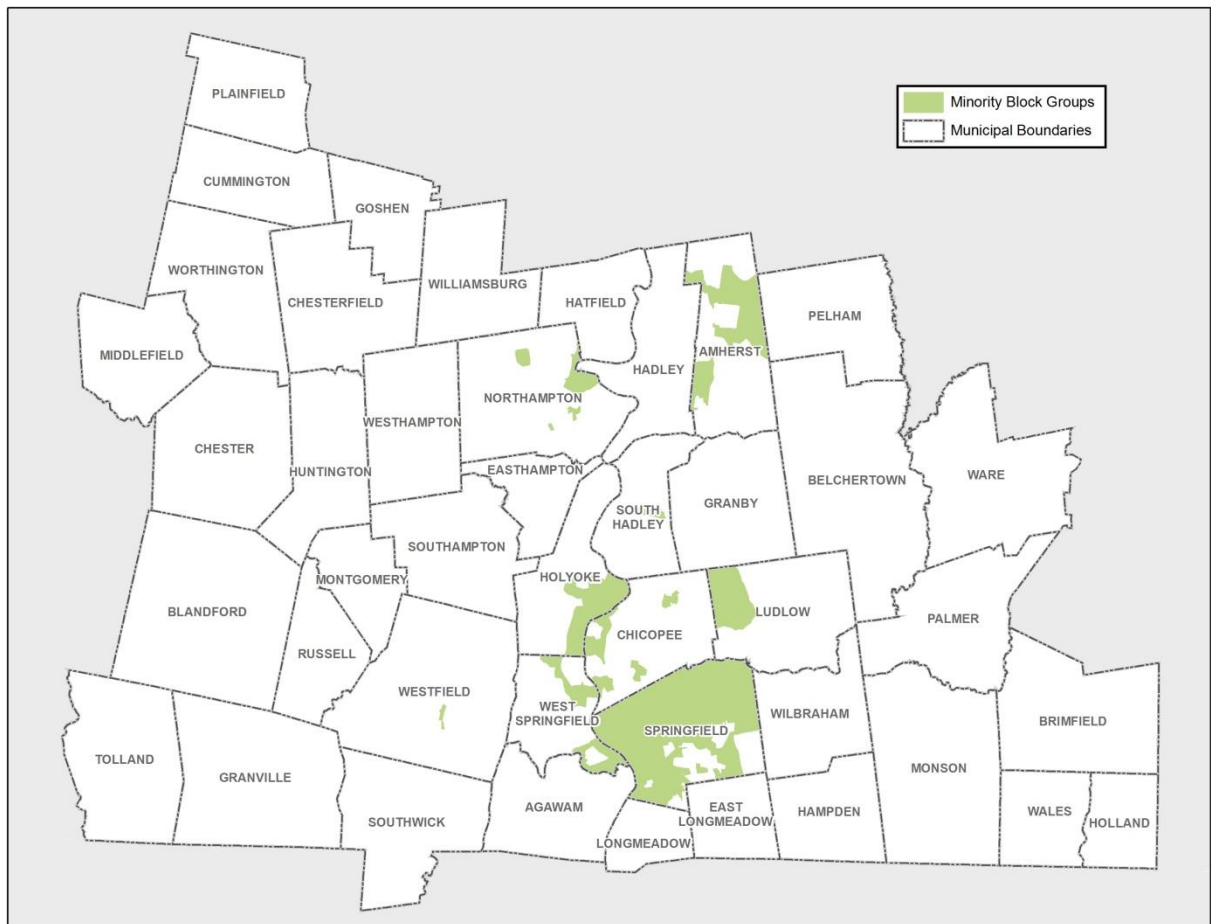 PLAINFIELD
Minority Block Groups
Municipal Boundaries
CUMMINGTON
GOSHEN
WORTHINGTON
CHESTERFIELD
WILLIAMSBURG
HATFIELD
PELHAM
MIDDLEFIELD
AMHERST
HADLEY
NORTHAMPTON
WESTHAMPTON
CHESTER
HUNTINGTON
EASTHAMPTON
WARE
BELCHERTOWN
GRANBY
SOUTH
HADLEY
SOUTHAMPTON
MONTGOMERY
HOLYOKE
BLANDFORD
LUDLOW
PALMER
CHICOPEE
RUSSELL
WESTFIELD
WEST
SPRINGFIELD
SPRINGFIELD
WILBRAHAM
BRIMFIELD
TOLLAND
GRANVILLE
MONSON
AGAWAM
EAST
LONGMEADOW
HAMPDEN
WALES
HOLLAND
SOUTHWICK
LONGMEADOW